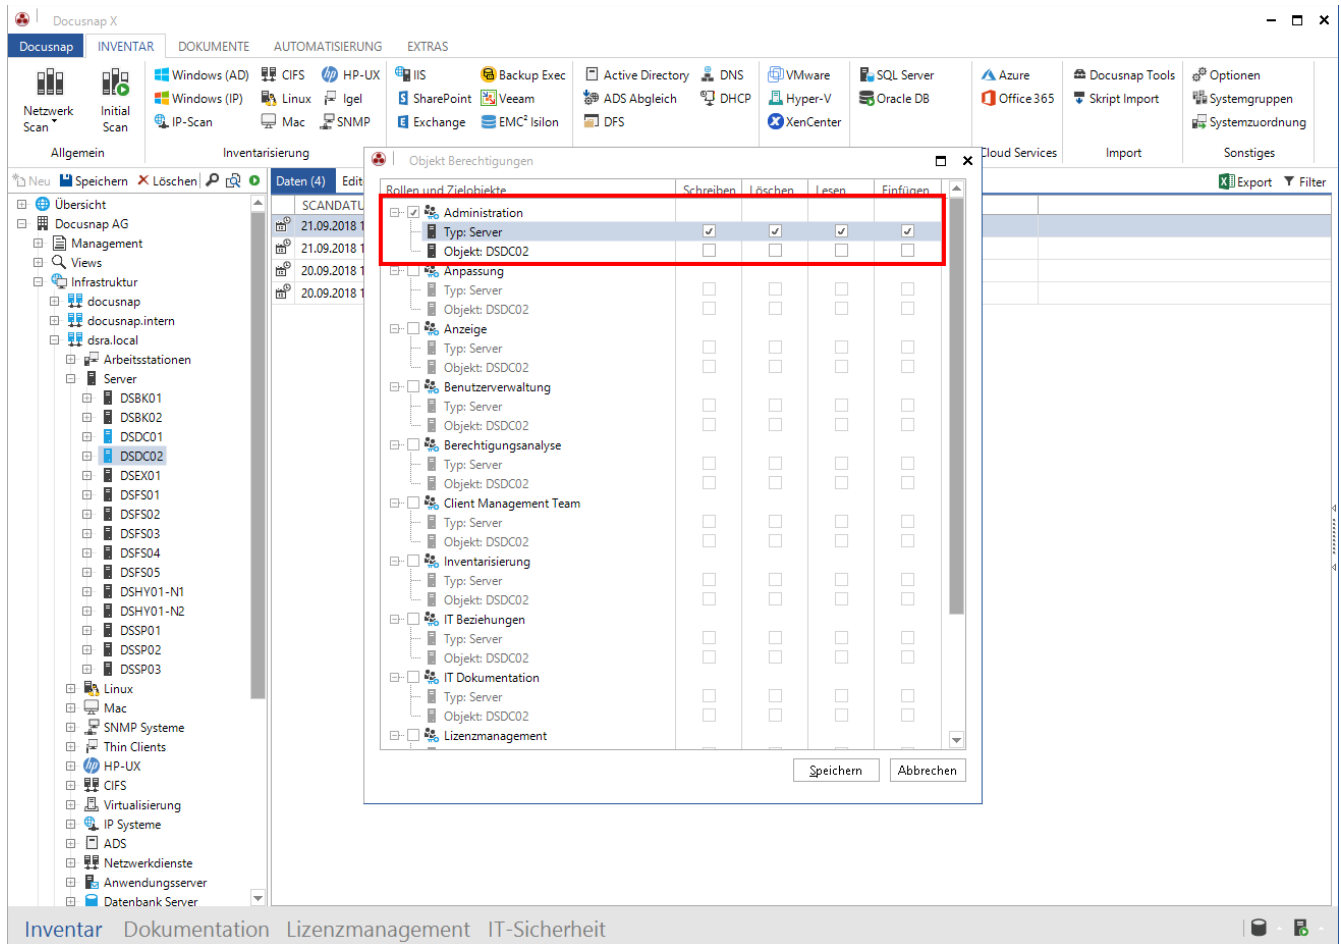 Docusnap X
Docusnap INVENTAR DOKUMENTE AUTOMATISIERUNG EXTRAS
Netzwerk Scan
Initial Scan
Allgemein
Windows (AD) CIFS HP-UX
Windows (IP) Linux Igel
IP-Scan Mac SNMP
Inventarisierung
IIS Backup Exec Active Directory DNS
SharePoint Veeam ADS Abgleich DHCP
Exchange EMC² Isilon DFS
VMware SQL Server
Hyper-V Oracle DB
XenCenter
Azure
Office 365
Cloud Services
Docusnap Tools
Skript Import
Import
Optionen
Systemgruppen
Systemzuordnung
Sonstiges
Neu Speichern Löschen
Daten (4) Edit
Export Filter
Übersicht
Docusnap AG
Management
Views
Infrastruktur
docusnap
docusnap.intern
dsra.local
Arbeitsstationen
Server
DSBK01
DSBK02
DSDC01
DSDC02
DSEX01
DSFS01
DSFS02
DSFS03
DSFS04
DSFS05
DSHY01-N1
DSHY01-N2
DSSP01
DSSP02
DSSP03
Linux
Mac
SNMP Systeme
Thin Clients
HP-UX
CIFS
Virtualisierung
IP Systeme
ADS
Netzwerkdienste
Anwendungsserver
Datenbank Server
SCANDATU
21.09.2018 1
21.09.2018 1
20.09.2018 1
20.09.2018 1
Objekt Berechtigungen
Rollen und Zielobjekte Schreiben Löschen Lesen Einfügen
Administration
Typ: Server
Objekt: DSDC02
Anpassung
Typ: Server
Objekt: DSDC02
Anzeige
Typ: Server
Objekt: DSDC02
Benutzerverwaltung
Typ: Server
Objekt: DSDC02
Berechtigungsanalyse
Typ: Server
Objekt: DSDC02
Client Management Team
Typ: Server
Objekt: DSDC02
Inventarisierung
Typ: Server
Objekt: DSDC02
IT Beziehungen
Typ: Server
Objekt: DSDC02
IT Dokumentation
Typ: Server
Objekt: DSDC02
Lizenzmanagement
Speichern Abbrechen
Inventar Dokumentation Lizenzmanagement IT-Sicherheit